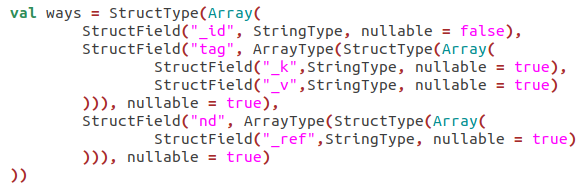 val ways = StructType(Array(
        StructField("_id", StringType, nullable = false),
        StructField("tag", ArrayType(StructType(Array(
                StructField("_k",StringType, nullable = true),
                StructField("_v",StringType, nullable = true)
        ))), nullable = true),
        StructField("nd", ArrayType(StructType(Array(
                StructField("_ref",StringType, nullable = true)
        ))), nullable = true)
))